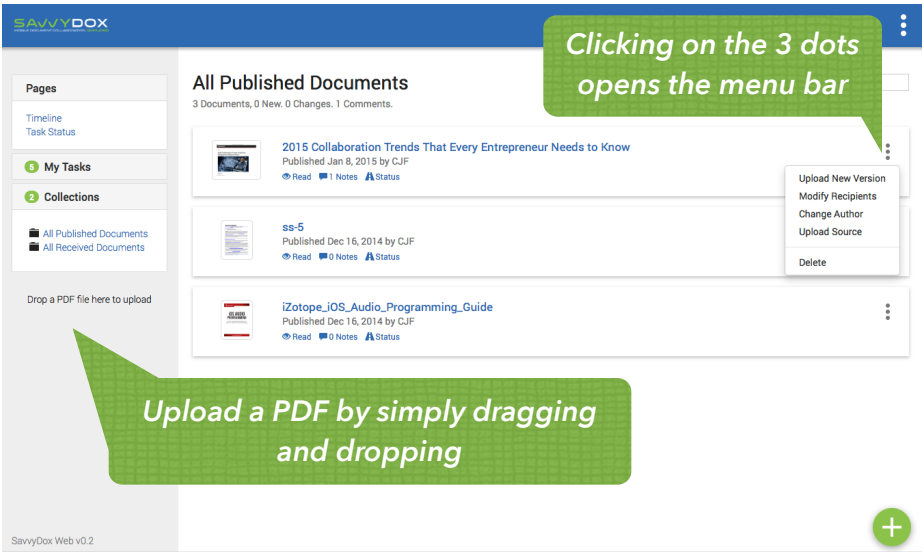 SAVVYDOX
Clicking on the 3 dots
opens the menu bar
Pages
Timeline
Task Status
5 My Tasks
2 Collections
All Published Documents
All Received Documents
Drop a PDF file here to upload
All Published Documents
3 Documents, 0 New. 0 Changes. 1 Comments.
2015 Collaboration Trends That Every Entrepreneur Needs to Know
Published Jan 8, 2015 by CJF
Read 1 Notes Status
Upload New Version
Modify Recipients
Change Author
Upload Source
Delete
ss-5
Published Dec 16, 2014 by CJF
Read 0 Notes Status
iZotope_iOS_Audio_Programming_Guide
Published Dec 16, 2014 by CJF
Read 0 Notes Status
Upload a PDF by simply dragging
and dropping
SavvyDox Web v0.2